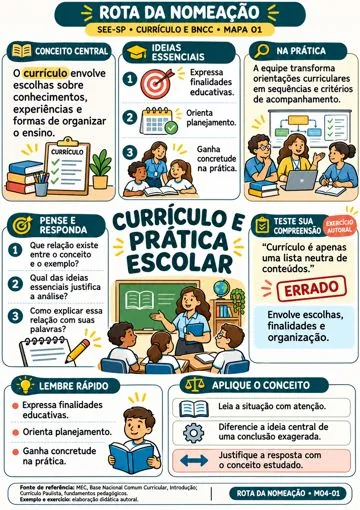 ROTA DA NOMEAÇÃO
SEE-SP • CURRÍCULO E BNCC • MAPA 01
CONCEITO CENTRAL
O currículo envolve
escolhas sobre
conhecimentos,
experiências e
formas de organizar
o ensino.
CURRÍCULO
IDEIAS
ESSENCIAIS
1
Expressa
finalidades
educativas.
2
Orienta
planejamento.
3
Ganha
concretude
na prática.
NA PRÁTICA
A equipe transforma
orientações curriculares
em sequências e critérios
de acompanhamento.
PENSE E
RESPONDA
1
Que relação existe
entre o conceito
e o exemplo?
2
Qual das ideias
essenciais justifica
a análise?
3
Como explicar essa
relação com suas
palavras?
CURRÍCULO E
PRÁTICA
ESCOLAR
TESTE SUA
COMPREENSÃO
EXERCÍCIO
AUTORAL
“Currículo é apenas
uma lista neutra de
conteúdos.”
ERRADO
Envolve escolhas,
finalidades e
organização.
LEMBRE RÁPIDO
Expressa finalidades
educativas.
Orienta planejamento.
Ganha concretude
na prática.
APLIQUE O CONCEITO
Leia a situação com atenção.
Diferencie a ideia central de
uma conclusão exagerada.
Justifique a resposta com
o conceito estudado.
Fonte de referência: MEC, Base Nacional Comum Curricular, Introdução;
Currículo Paulista, fundamentos pedagógicos.
Exemplo e exercício: elaboração didática autoral.
ROTA DA NOMEAÇÃO • M04-01